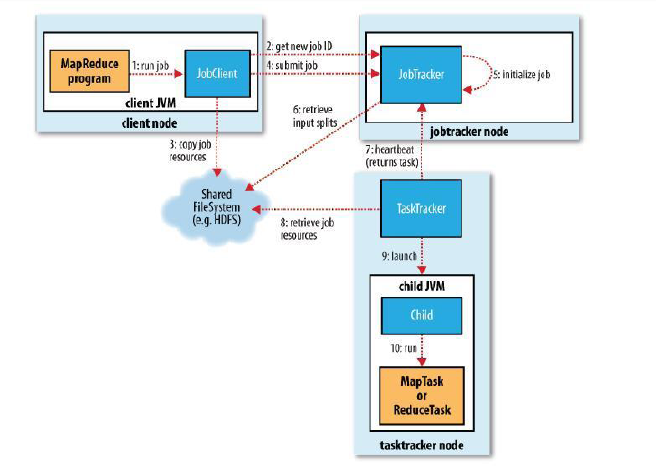 MapReduce
program
1: run job
JobClient
client JVM
client node
2: get new job ID
4: submit job
JobTracker
5: initialize job
jobtracker node
3: copy job
resources
6: retrieve
input splits
7: heartbeat
(returns task)
Shared
FileSystem
(e.g. HDFS)
8: retrieve job
resources
TaskTracker
9: launch
child JVM
Child
10: run
MapTask
or
ReduceTask
tasktracker node